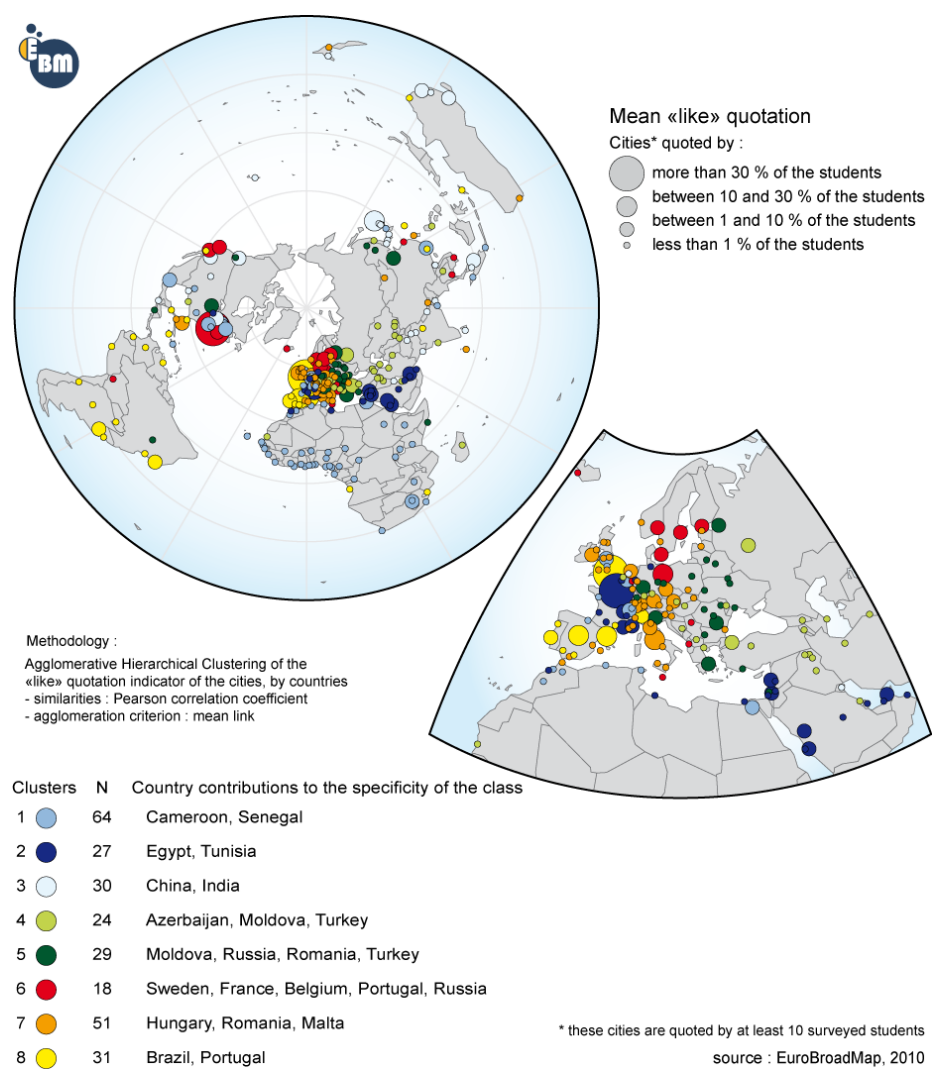 EBM
Mean «like» quotation
Cities* quoted by :
more than 30 % of the students
between 10 and 30 % of the students
between 1 and 10 % of the students
less than 1 % of the students
Methodology :
Agglomerative Hierarchical Clustering of the
«like» quotation indicator of the cities, by countries
- similarities : Pearson correlation coefficient
- agglomeration criterion : mean link
Clusters N Country contributions to the specificity of the class
1 64 Cameroon, Senegal
2 27 Egypt, Tunisia
3 30 China, India
4 24 Azerbaijan, Moldova, Turkey
5 29 Moldova, Russia, Romania, Turkey
6 18 Sweden, France, Belgium, Portugal, Russia
7 51 Hungary, Romania, Malta
8 31 Brazil, Portugal
* these cities are quoted by at least 10 surveyed students
source : EuroBroadMap, 2010